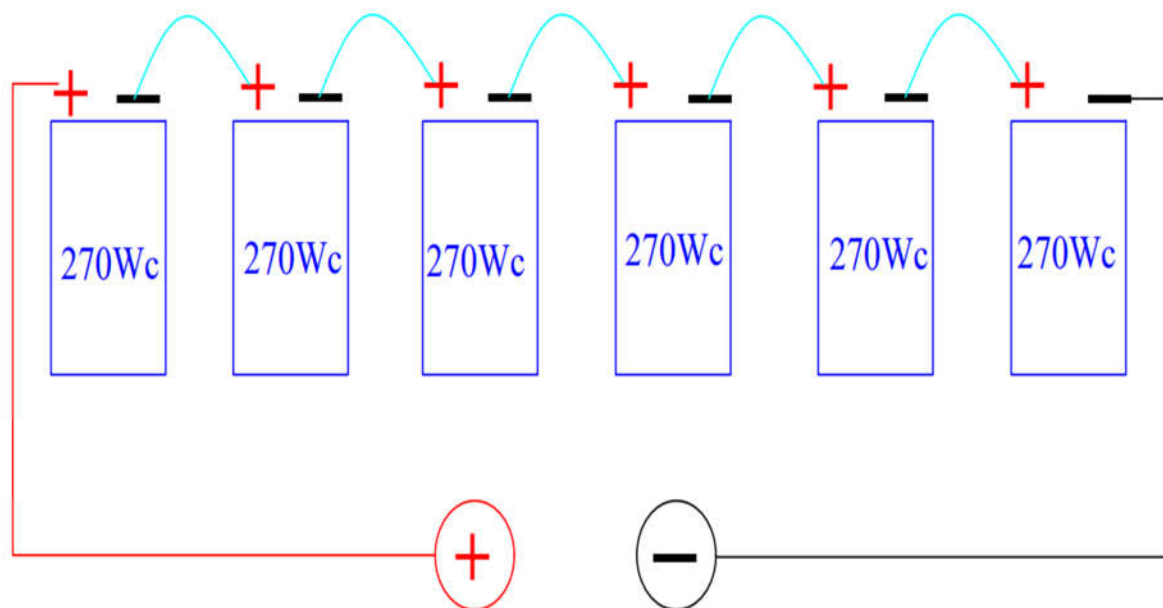 + - + - + - + - + - + -
270Wc 270Wc 270Wc 270Wc 270Wc 270Wc
+ -